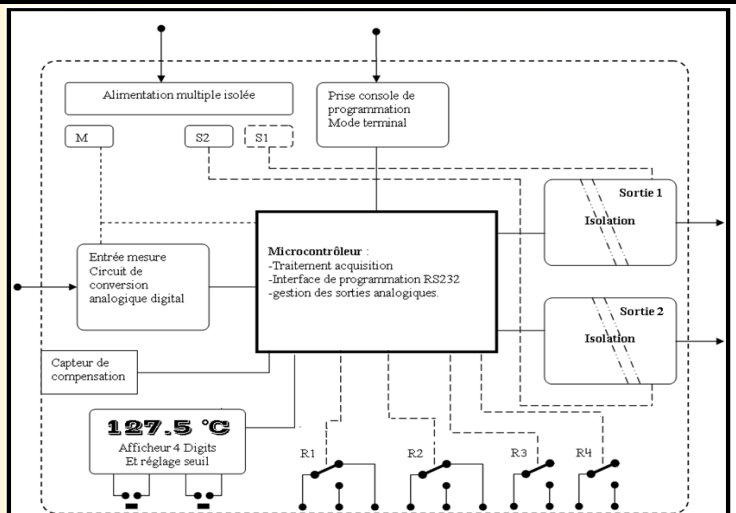 Alimentation multiple isolée
Prise console de
programmation
Mode terminal
M
S2
S1
Sortie 1
Isolation
Entrée mesure
Circuit de
conversion
analogique digital
Microcontrôleur :
-Traitement acquisition
-Interface de programmation RS232
-gestion des sorties analogiques.
Sortie 2
Isolation
Capteur de
compensation
127.5 °C
Afficheur 4 Digits
Et réglage seuil
R1
R2
R3
R4